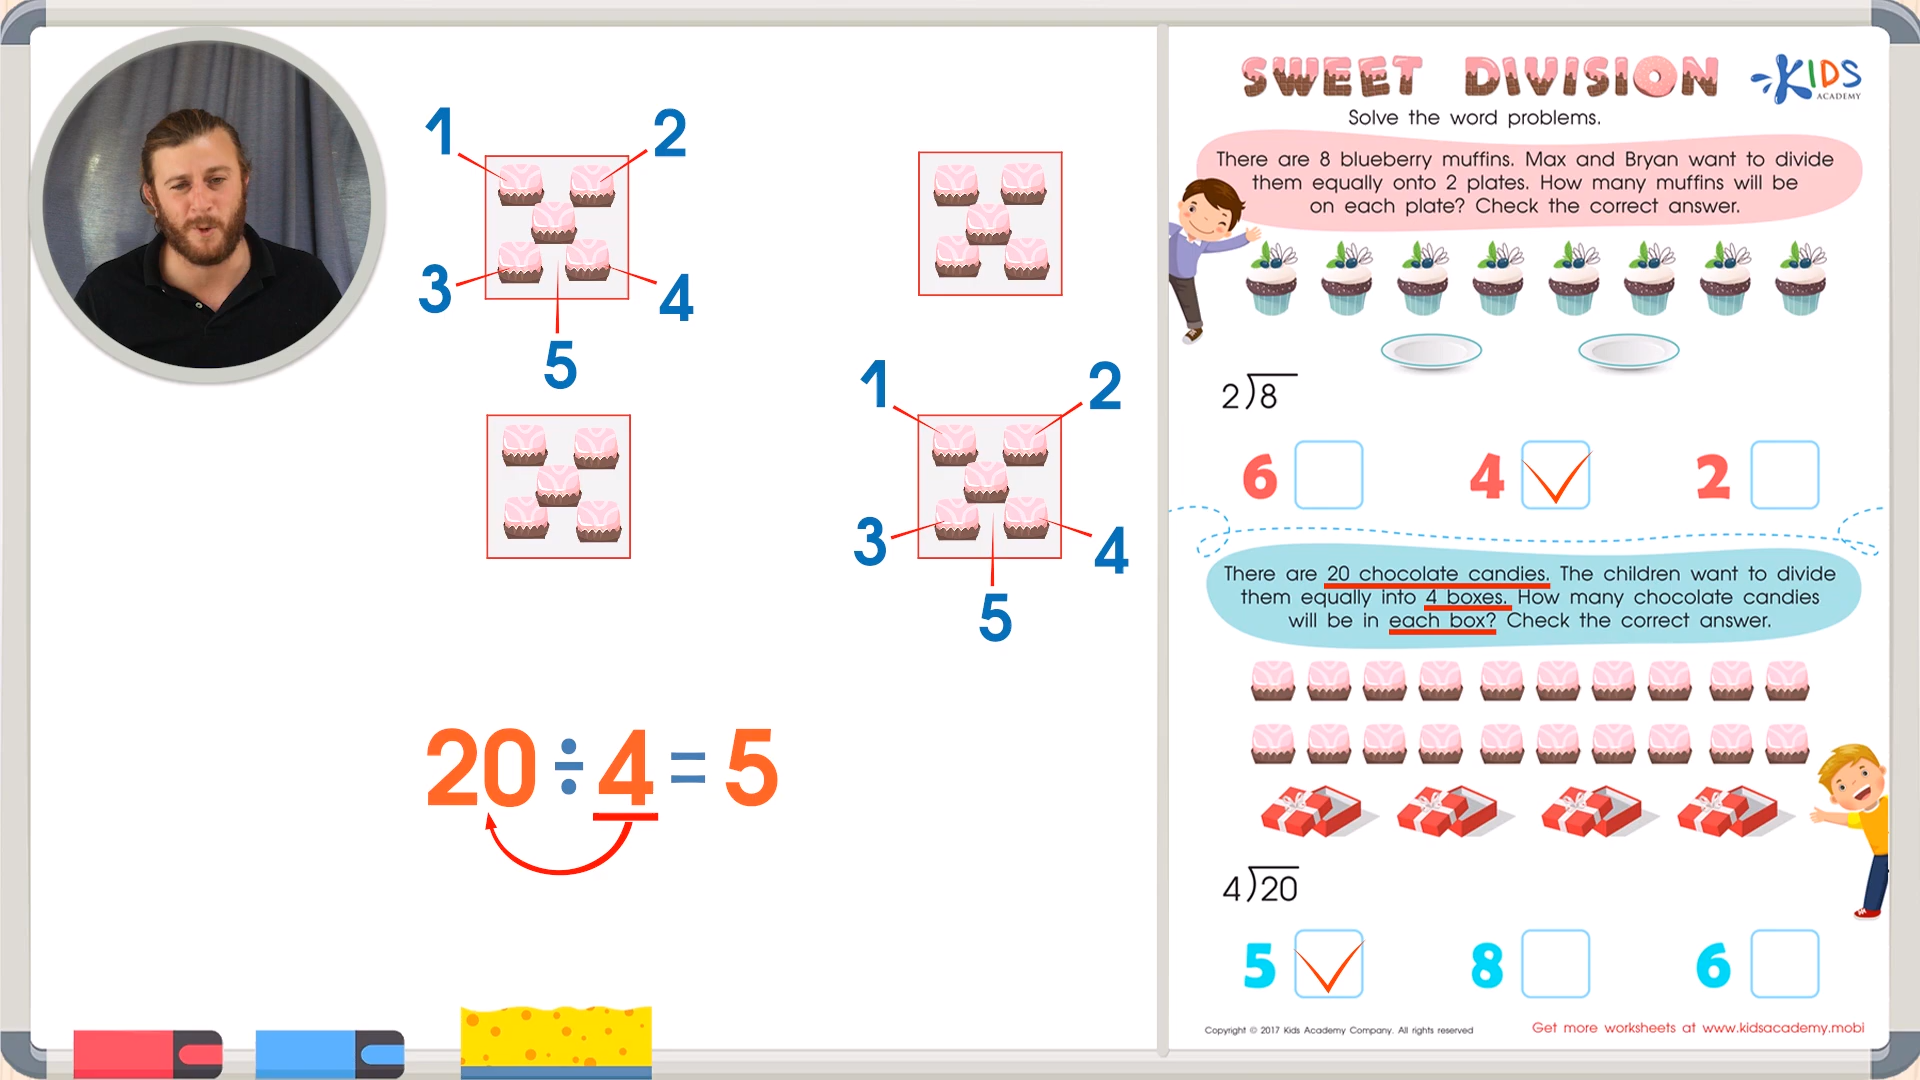 1
2
3
4
5
1
2
3
4
5
20 ÷ 4 = 5
SWEET DIVISION
KIDS
ACADEMY
Solve the word problems.
There are 8 blueberry muffins. Max and Bryan want to divide
them equally onto 2 plates. How many muffins will be
on each plate? Check the correct answer.
2)8
6 4 2
There are 20 chocolate candies. The children want to divide
them equally into 4 boxes. How many chocolate candies
will be in each box? Check the correct answer.
4)20
5 8 6
Copyright © 2017 Kids Academy Company. All rights reserved
Get more worksheets at www.kidsacademy.mobi